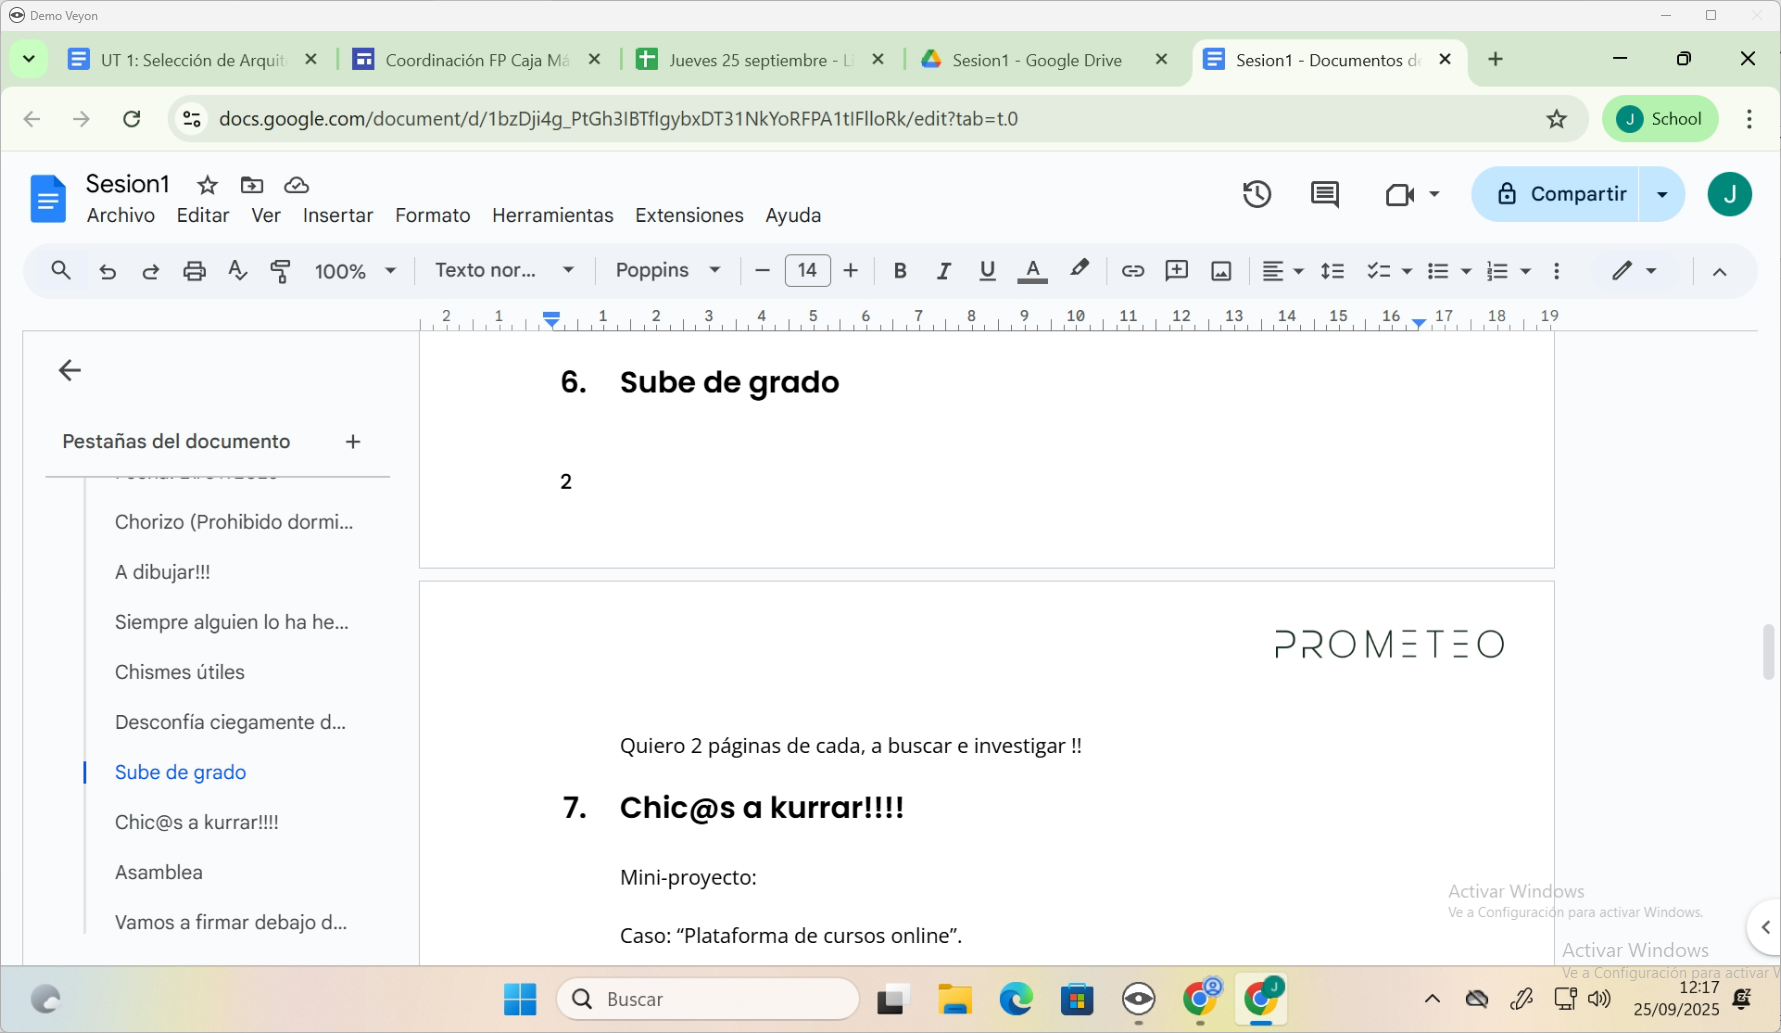 Demo Veyon
UT 1: Selección de Arquit
Coordinación FP Caja Má
Jueves 25 septiembre - Li
Sesion1 - Google Drive
Sesion1 - Documentos de
docs.google.com/document/d/1bzDji4g_PtGh3IBTfIgybxDT31NkYoRFPA1tIFlloRk/edit?tab=t.0
J School
Sesion1
Archivo Editar Ver Insertar Formato Herramientas Extensiones Ayuda
Compartir
J
100% Texto nor... Poppins 14 B I U A
2 1 1 2 3 4 5 6 7 8 9 10 11 12 13 14 15 16 17 18 19
Pestañas del documento
Chorizo (Prohibido dormi...
A dibujar!!!
Siempre alguien lo ha he...
Chismes útiles
Desconfía ciegamente d...
Sube de grado
Chic@s a kurrar!!!!
Asamblea
Vamos a firmar debajo d...
6. Sube de grado
2
PROMETEO
Quiero 2 páginas de cada, a buscar e investigar !!
7. Chic@s a kurrar!!!!
Mini-proyecto:
Caso: “Plataforma de cursos online”.
Activar Windows
Ve a Configuración para activar Windows.
Activar Windows
Ve a Configuración para activar W
Buscar
J
12:17
25/09/2025